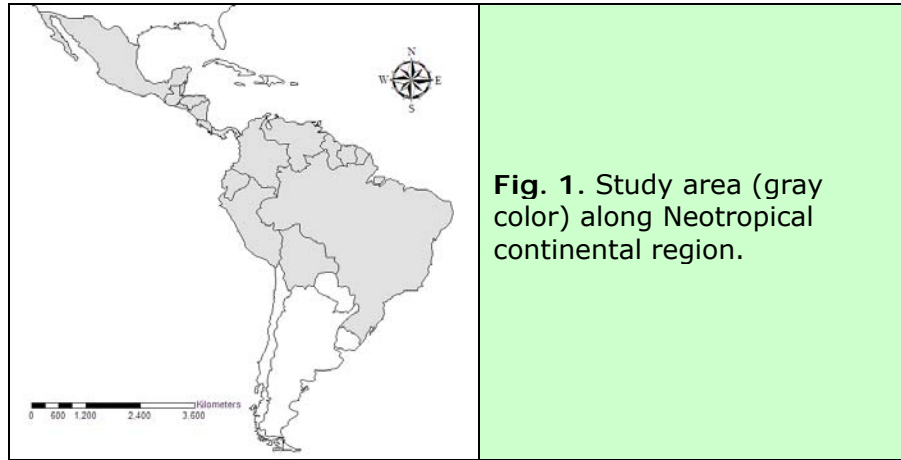 N
W E
S
Fig. 1. Study area (gray
color) along Neotropical
continental region.
Kilometers
0 600 1.200 2.400 3.600